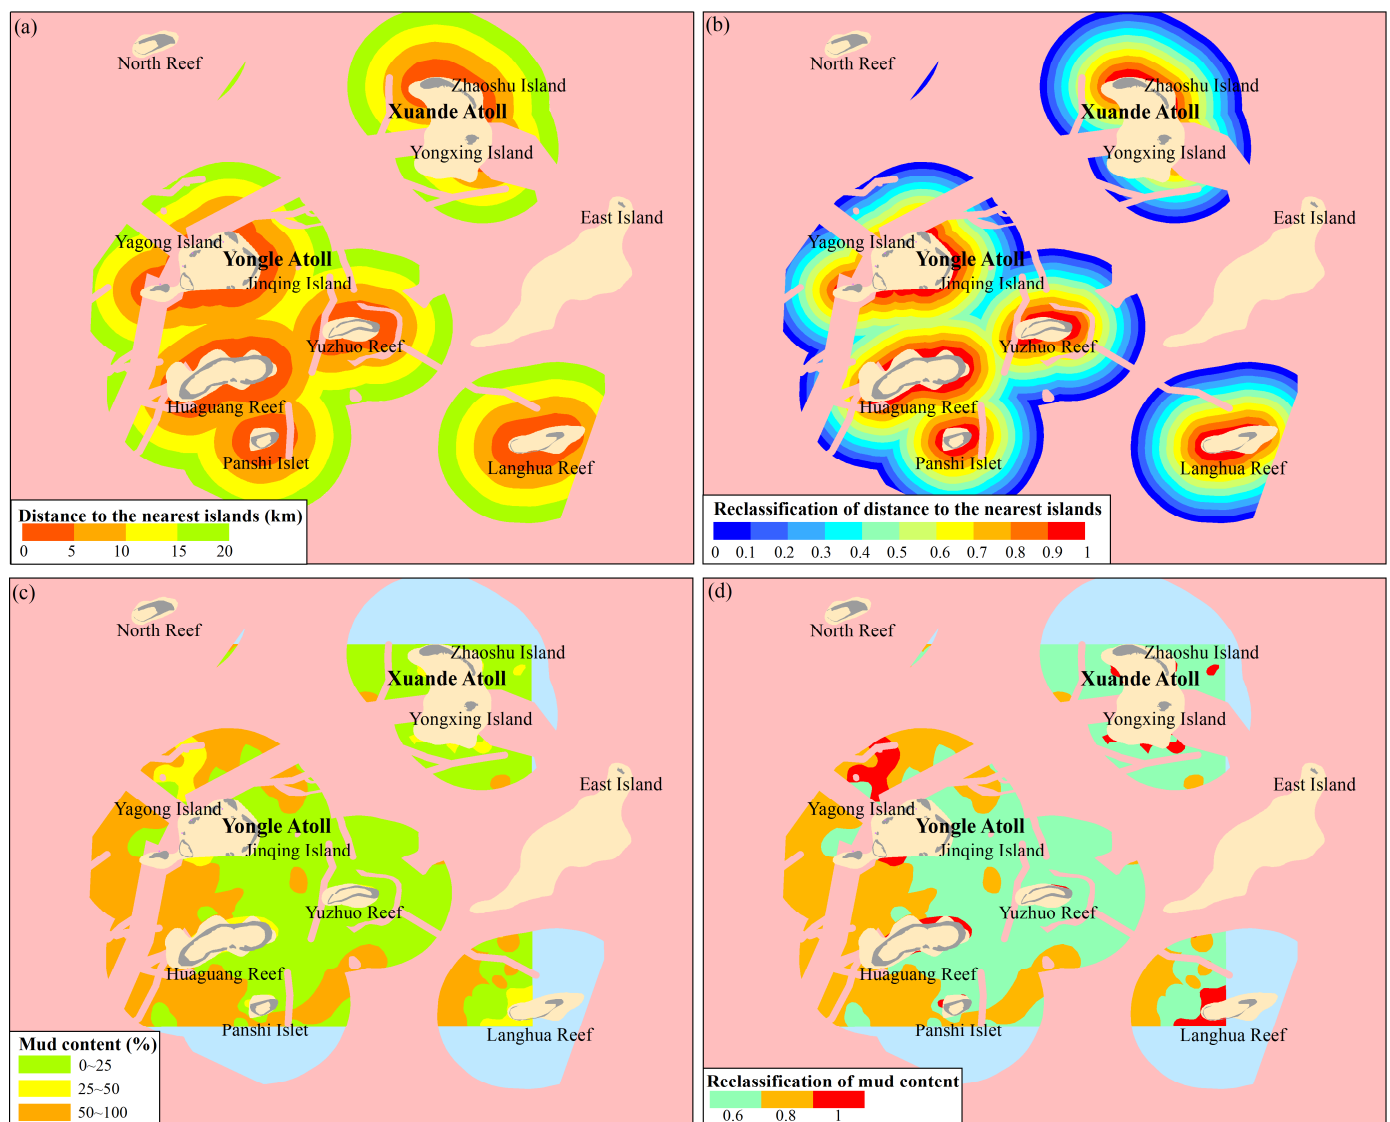 (a)
North Reef
Zhaoshu Island
Xuande Atoll
Yongxing Island
East Island
Yagong Island
Yongle Atoll
Jinqing Island
Yuzhuo Reef
Huaguang Reef
Panshi Islet
Langhua Reef
Distance to the nearest islands (km)
0 5 10 15 20
(b)
North Reef
Zhaoshu Island
Xuande Atoll
Yongxing Island
East Island
Yagong Island
Yongle Atoll
Jinqing Island
Yuzhuo Reef
Huaguang Reef
Panshi Islet
Langhua Reef
Reclassification of distance to the nearest islands
0 0.1 0.2 0.3 0.4 0.5 0.6 0.7 0.8 0.9 1
(c)
North Reef
Zhaoshu Island
Xuande Atoll
Yongxing Island
East Island
Yagong Island
Yongle Atoll
Jinqing Island
Yuzhuo Reef
Huaguang Reef
Panshi Islet
Langhua Reef
Mud content (%)
0~25
25~50
50~100
(d)
North Reef
Zhaoshu Island
Xuande Atoll
Yongxing Island
East Island
Yagong Island
Yongle Atoll
Jinqing Island
Yuzhuo Reef
Huaguang Reef
Panshi Islet
Langhua Reef
Reclassification of mud content
0.6 0.8 1